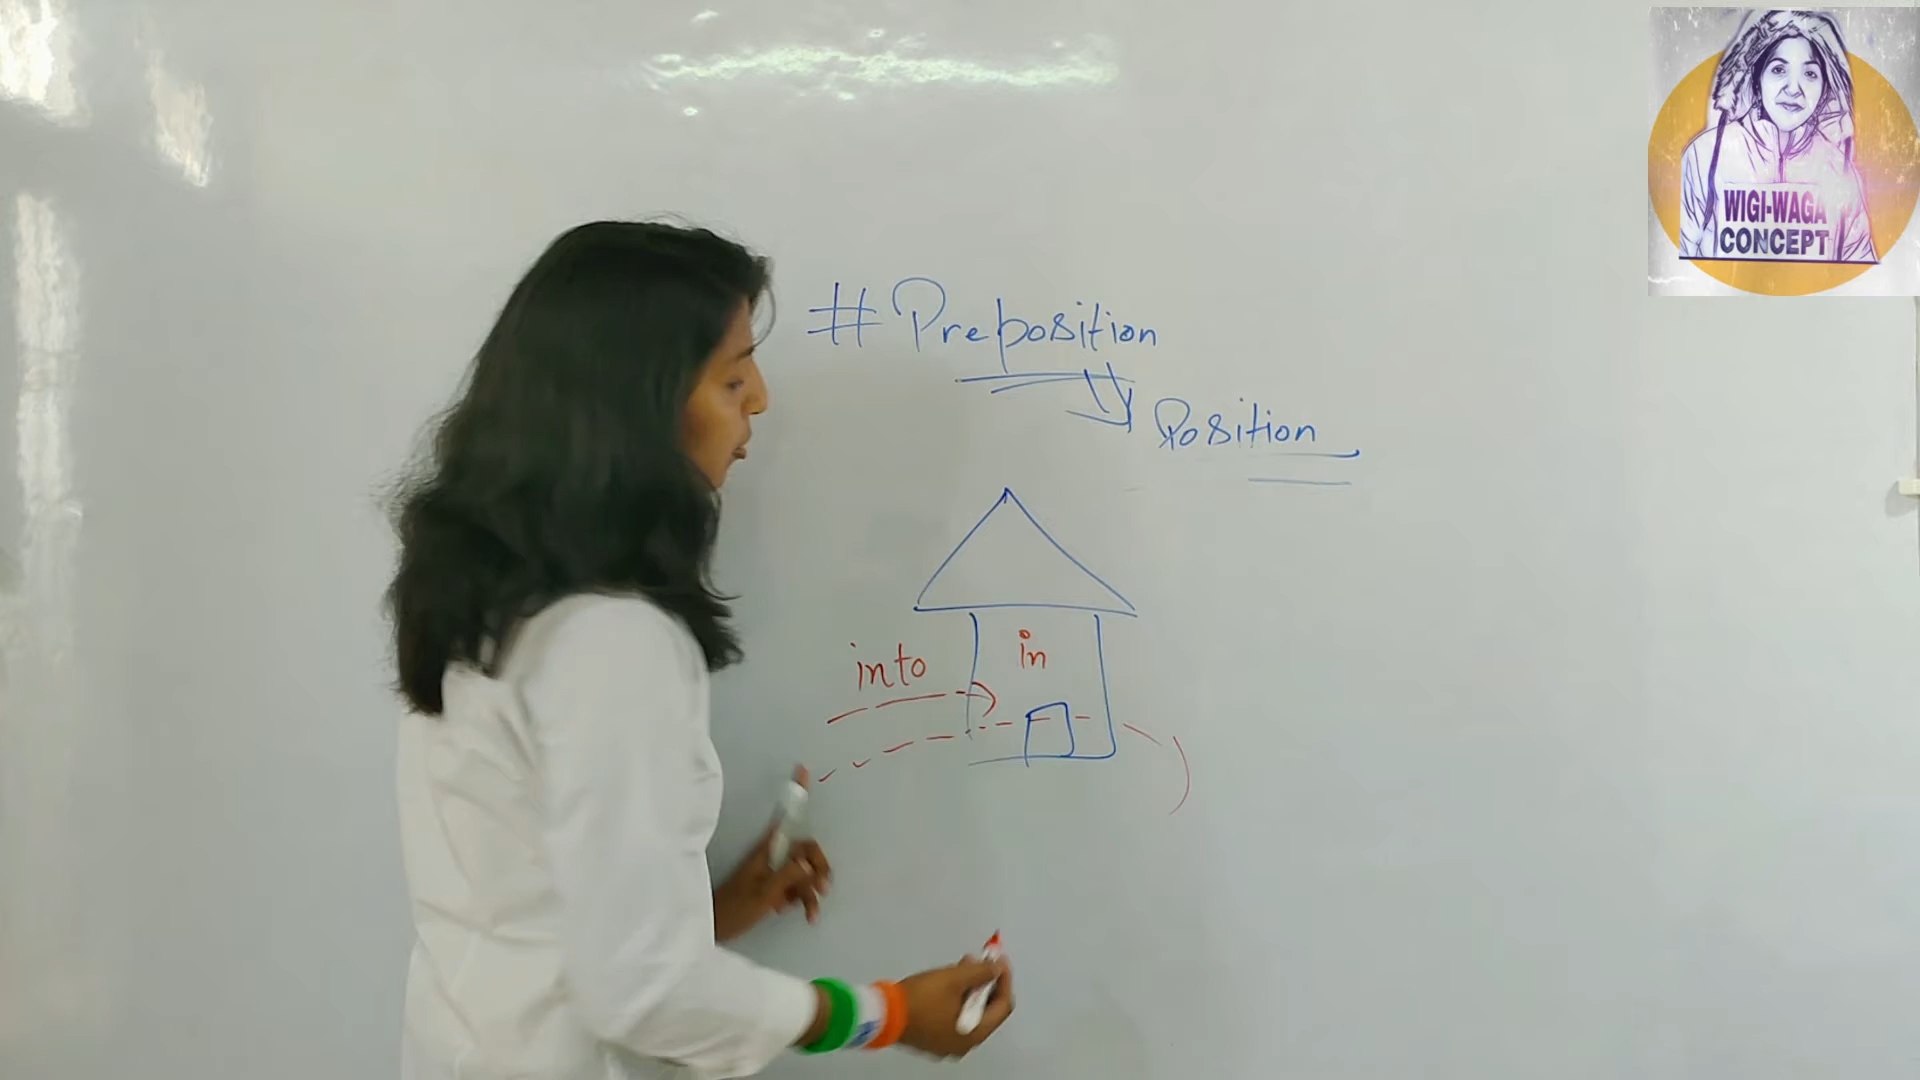 WIGI-WAGA
CONCEPT
# Preposition
Position
into
in